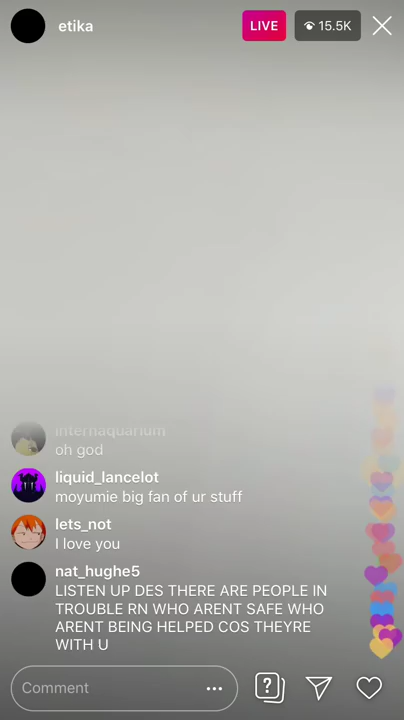 etika
LIVE
15.5K
internaquarium
oh god
liquid_lancelot
moyumie big fan of ur stuff
lets_not
I love you
nat_hughe5
LISTEN UP DES THERE ARE PEOPLE IN
TROUBLE RN WHO ARENT SAFE WHO
ARENT BEING HELPED COS THEYRE
WITH U
Comment